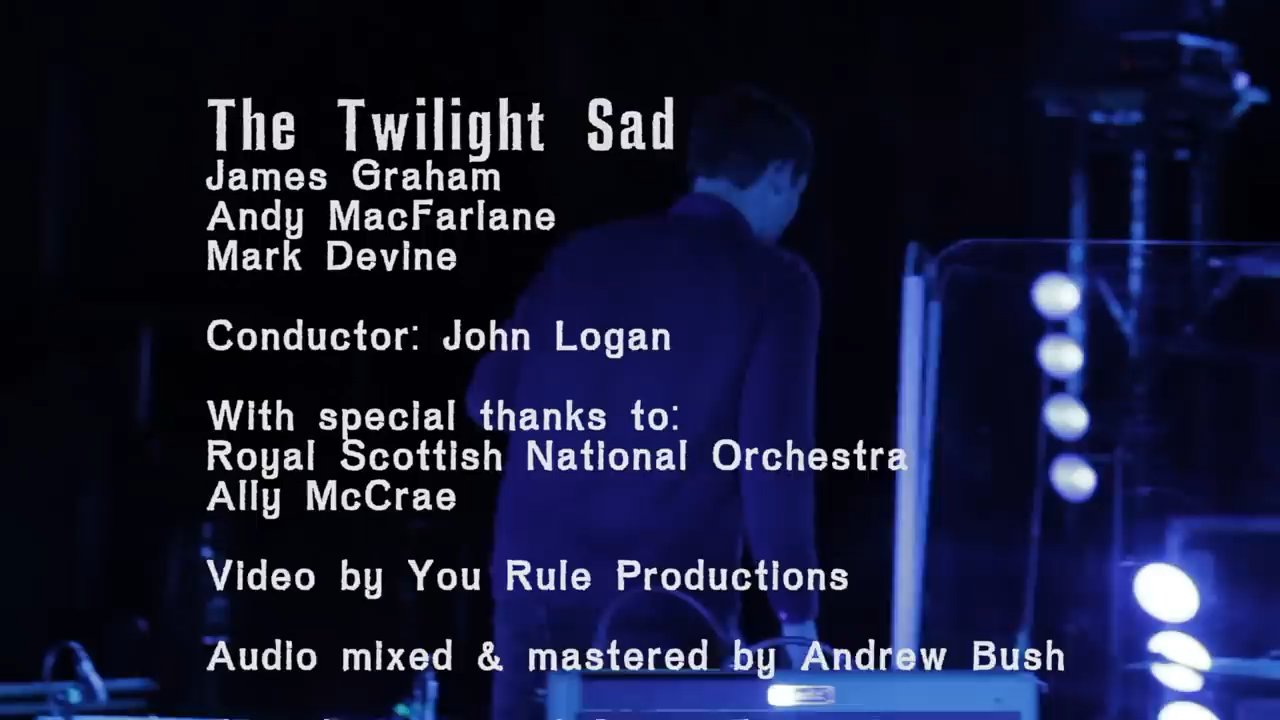 The Twilight Sad
James Graham
Andy MacFarlane
Mark Devine
Conductor: John Logan
With special thanks to:
Royal Scottish National Orchestra
Ally McCrae
Video by You Rule Productions
Audio mixed & mastered by Andrew Bush